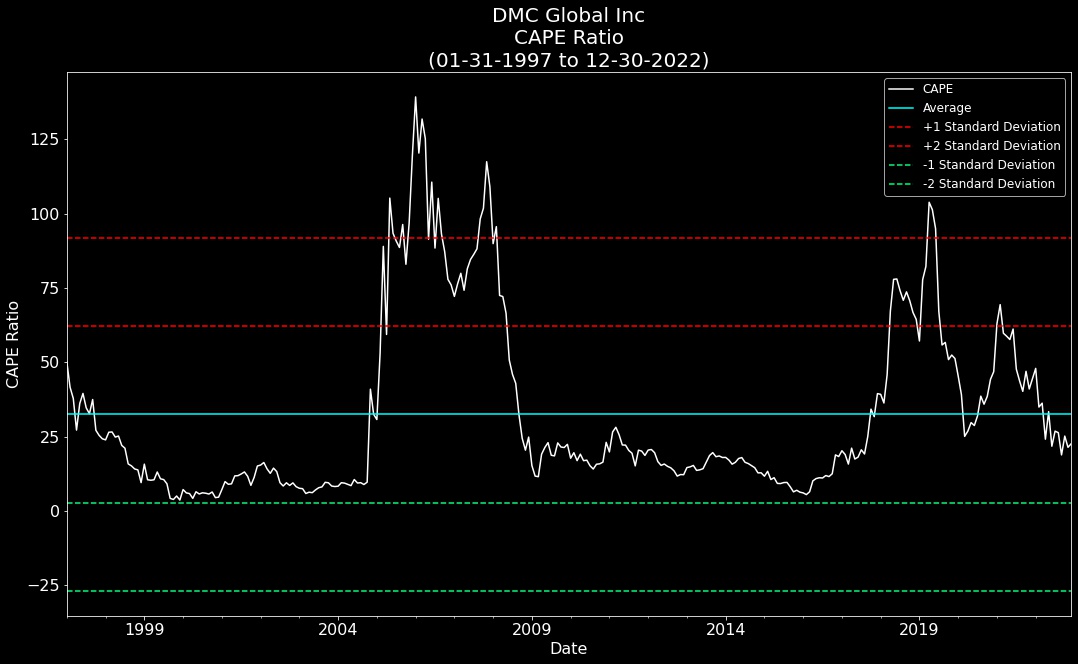 DMC Global Inc
CAPE Ratio
(01-31-1997 to 12-30-2022)
CAPE
Average
+1 Standard Deviation
+2 Standard Deviation
-1 Standard Deviation
-2 Standard Deviation
CAPE Ratio
125
100
75
50
25
0
−25
1999 2004 2009 2014 2019
Date